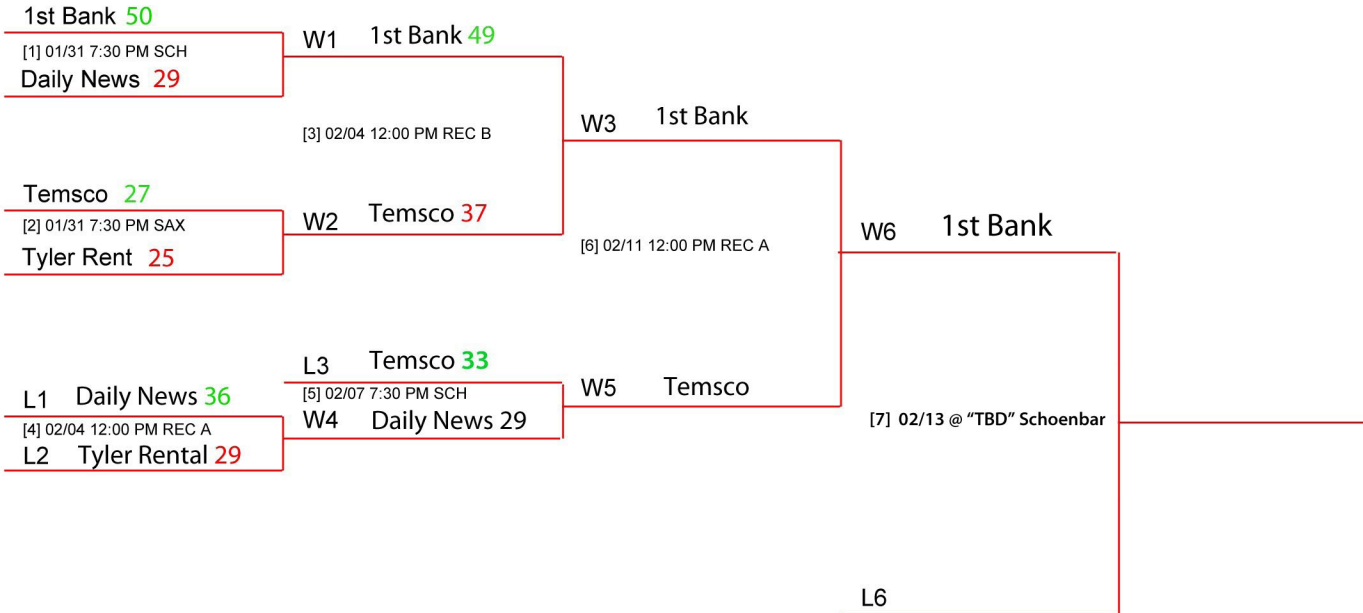 1st Bank 50
[1] 01/31 7:30 PM SCH
Daily News 29
W1 1st Bank 49
[3] 02/04 12:00 PM REC B
Temsco 27
[2] 01/31 7:30 PM SAX
Tyler Rent 25
W2 Temsco 37
W3 1st Bank
[6] 02/11 12:00 PM REC A
W6 1st Bank
L1 Daily News 36
[4] 02/04 12:00 PM REC A
L2 Tyler Rental 29
L3 Temsco 33
[5] 02/07 7:30 PM SCH
W4 Daily News 29
W5 Temsco
[7] 02/13 @ “TBD” Schoenbar
L6